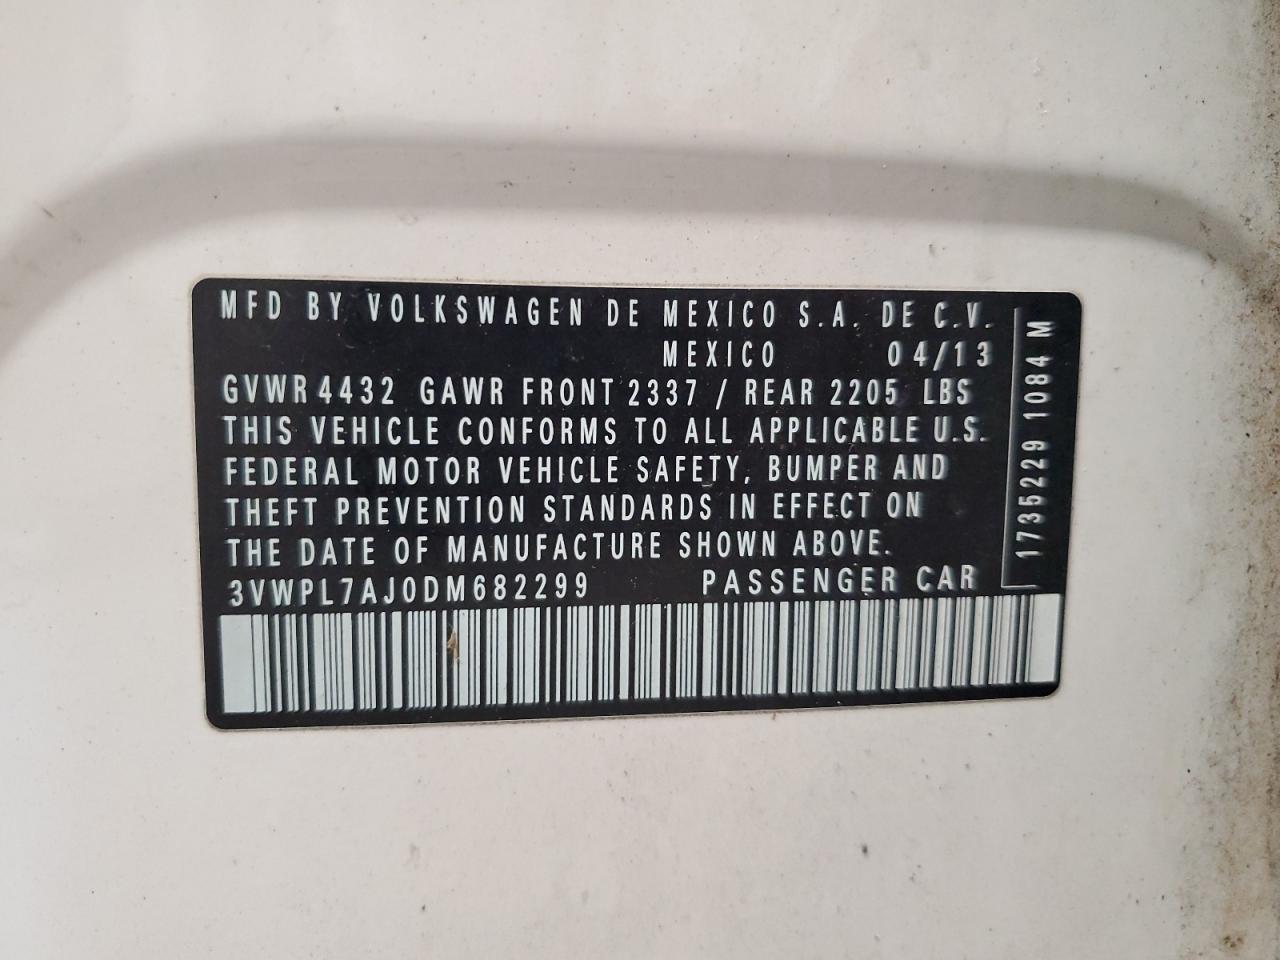 MFD BY VOLKSWAGEN DE MEXICO S.A. DE C.V.
MEXICO 04/13
GVWR 4432 GAWR FRONT 2337 / REAR 2205 LBS
THIS VEHICLE CONFORMS TO ALL APPLICABLE U.S.
FEDERAL MOTOR VEHICLE SAFETY, BUMPER AND
THEFT PREVENTION STANDARDS IN EFFECT ON
THE DATE OF MANUFACTURE SHOWN ABOVE.
3VWPL7AJ0DM682299 PASSENGER CAR
1735229 1084 M